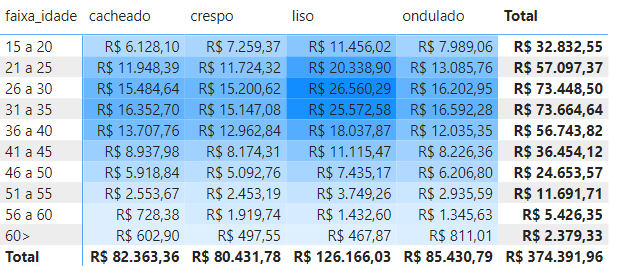 faixa_idade cacheado crespo liso ondulado Total
15 a 20 R$ 6.128,10 R$ 7.259,37 R$ 11.456,02 R$ 7.989,06 R$ 32.832,55
21 a 25 R$ 11.948,39 R$ 11.724,32 R$ 20.338,90 R$ 13.085,76 R$ 57.097,37
26 a 30 R$ 15.484,64 R$ 15.200,62 R$ 26.560,29 R$ 16.202,95 R$ 73.448,50
31 a 35 R$ 16.352,70 R$ 15.147,08 R$ 25.572,58 R$ 16.592,28 R$ 73.664,64
36 a 40 R$ 13.707,76 R$ 12.962,84 R$ 18.037,87 R$ 12.035,35 R$ 56.743,82
41 a 45 R$ 8.937,98 R$ 8.174,31 R$ 11.115,47 R$ 8.226,36 R$ 36.454,12
46 a 50 R$ 5.918,84 R$ 5.092,76 R$ 7.435,17 R$ 6.206,80 R$ 24.653,57
51 a 55 R$ 2.553,67 R$ 2.453,19 R$ 3.749,26 R$ 2.935,59 R$ 11.691,71
56 a 60 R$ 728,38 R$ 1.919,74 R$ 1.432,60 R$ 1.345,63 R$ 5.426,35
60> R$ 602,90 R$ 497,55 R$ 467,87 R$ 811,01 R$ 2.379,33
Total R$ 82.363,36 R$ 80.431,78 R$ 126.166,03 R$ 85.430,79 R$ 374.391,96